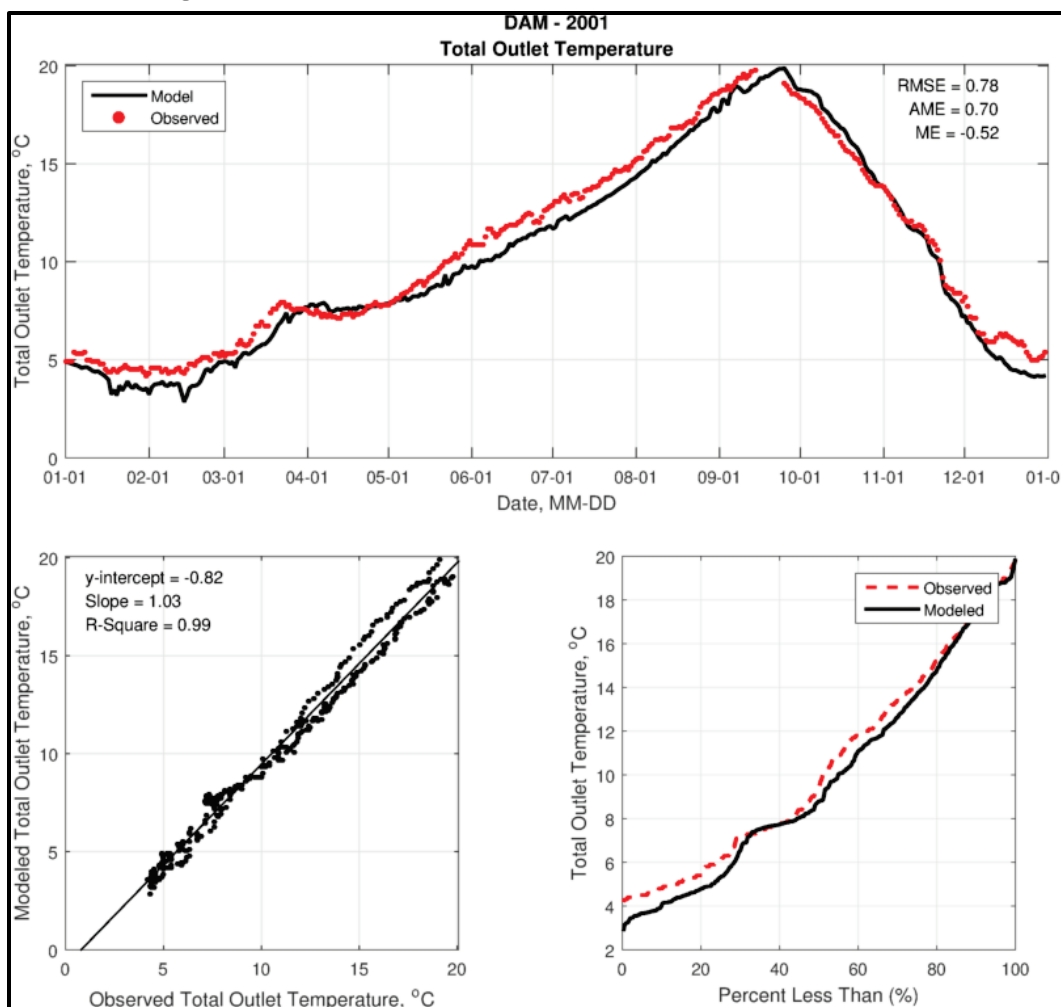 DAM - 2001
Total Outlet Temperature
Total Outlet Temperature, °C
20
15
10
5
0
Model
Observed
RMSE = 0.78
AME = 0.70
ME = -0.52
01-01 02-01 03-01 04-01 05-01 06-01 07-01 08-01 09-01 10-01 11-01 12-01 01-0
Date, MM-DD
Modeled Total Outlet Temperature, °C
20
15
10
5
0
y-intercept = -0.82
Slope = 1.03
R-Square = 0.99
0 5 10 15 20
Observed Total Outlet Temperature, °C
Total Outlet Temperature, °C
20
18
16
14
12
10
8
6
4
2
Observed
Modeled
0 20 40 60 80 100
Percent Less Than (%)